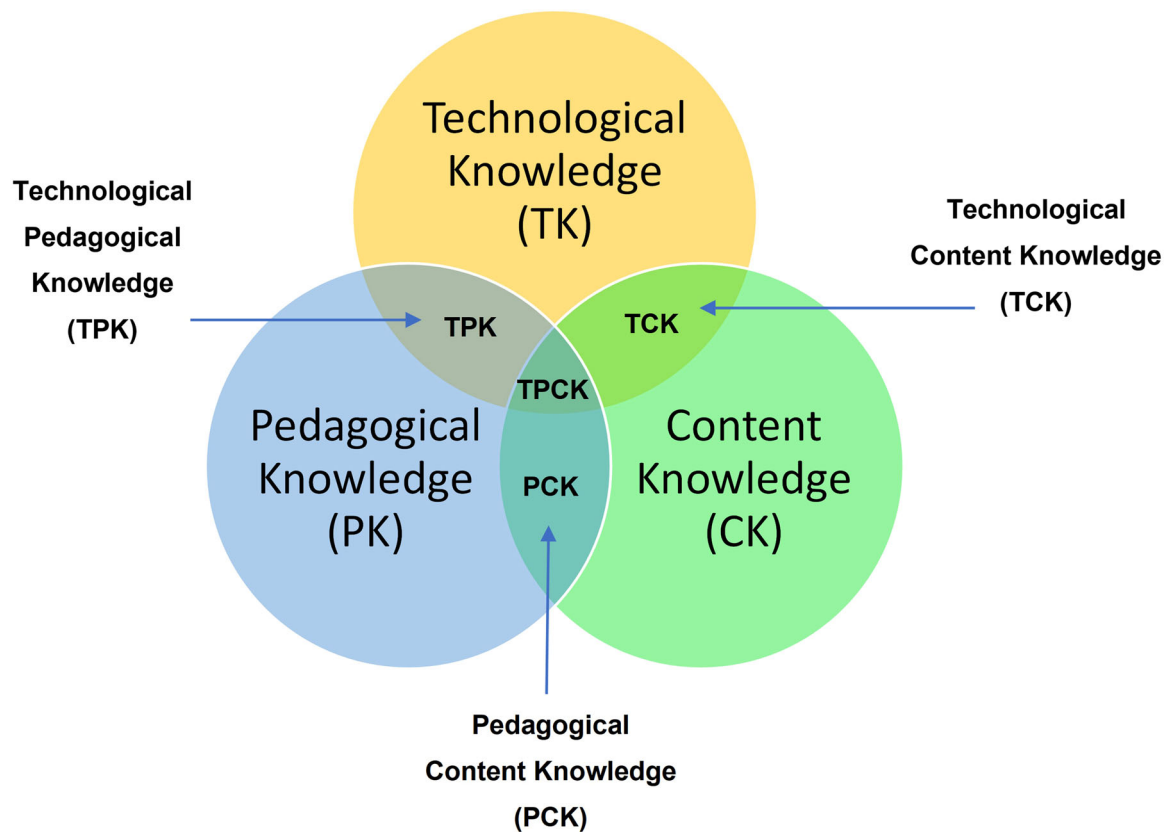 Technological
Knowledge
(TK)
Technological
Pedagogical
Knowledge
(TPK)
Technological
Content Knowledge
(TCK)
TPK
TCK
TPCK
Pedagogical
Knowledge
(PK)
Content
Knowledge
(CK)
PCK
Pedagogical
Content Knowledge
(PCK)